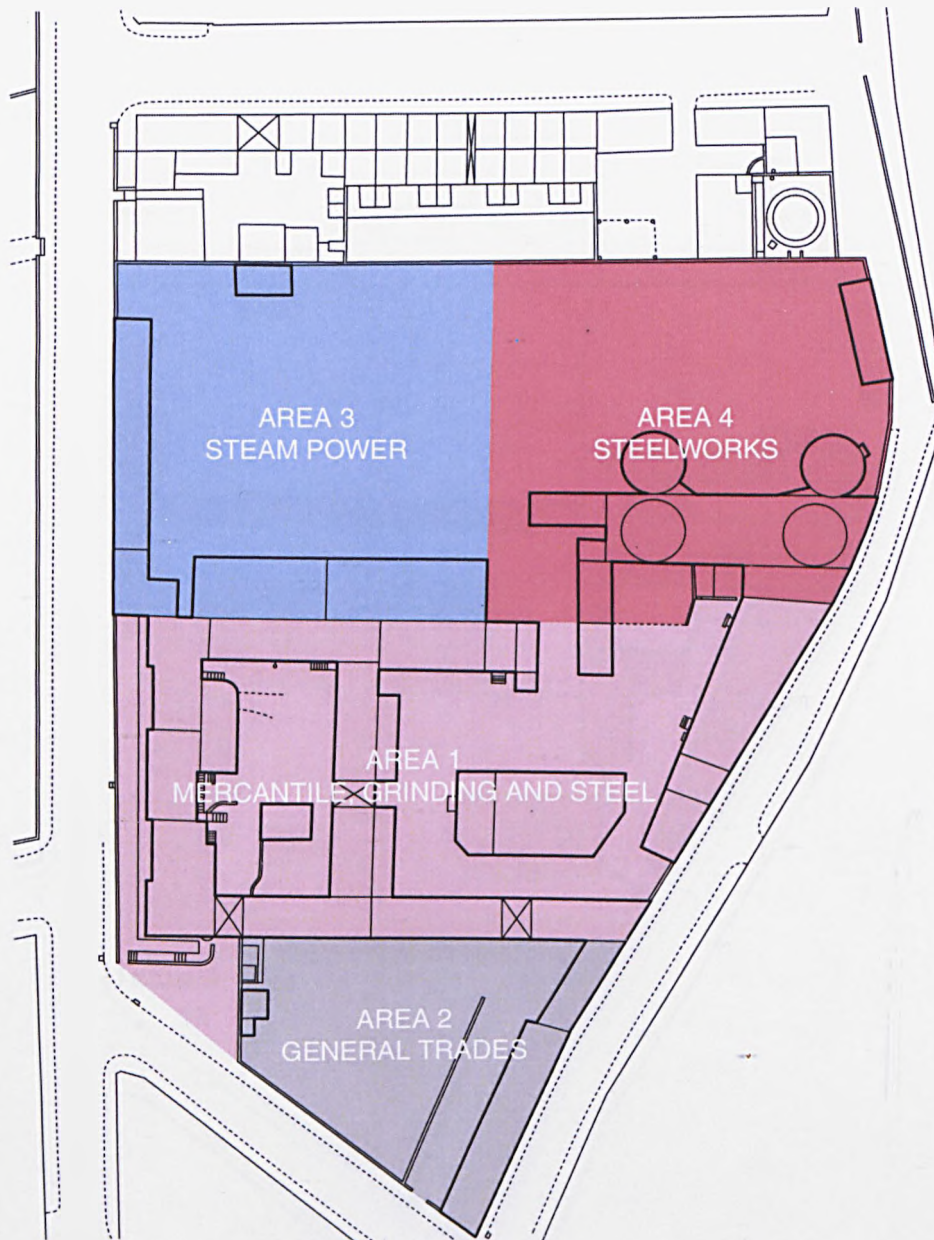 AREA 3
STEAM POWER
AREA 4
STEELWORKS
AREA 1
MERCANTILE, GRINDING AND STEEL
AREA 2
GENERAL TRADES